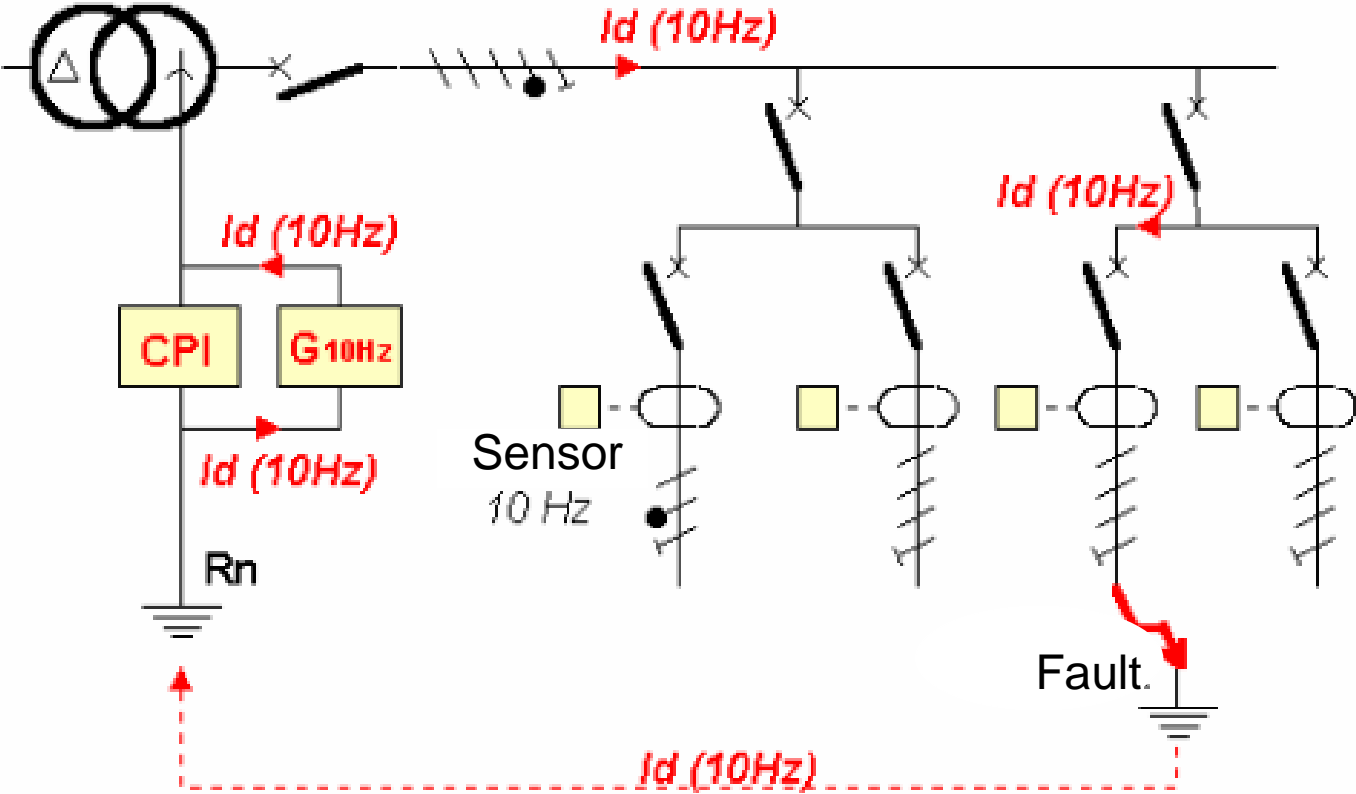 Id (10Hz)
Id (10Hz)
Id (10Hz)
CPI
G10Hz
Sensor
10 Hz
Id (10Hz)
Rn
Fault.
Id (10Hz)